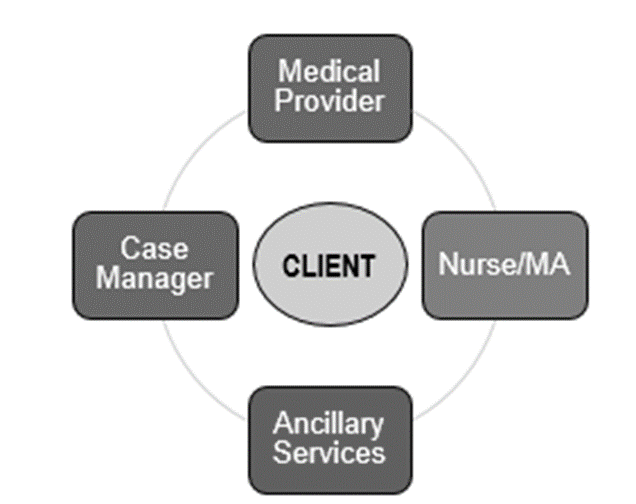 Medical
Provider
Case
Manager
CLIENT
Nurse/MA
Ancillary
Services